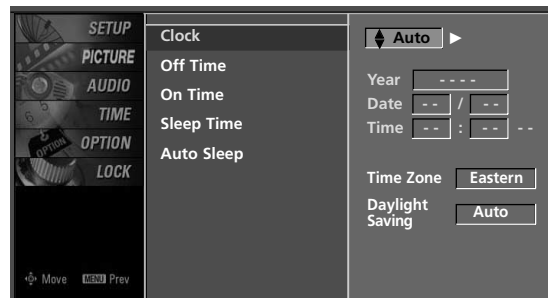 SETUP
PICTURE
AUDIO
TIME
OPTION
LOCK
Move MENU Prev
Clock
Off Time
On Time
Sleep Time
Auto Sleep
Auto
Year - - - -
Date - - / - -
Time - - : - - - -
Time Zone Eastern
Daylight
Saving Auto